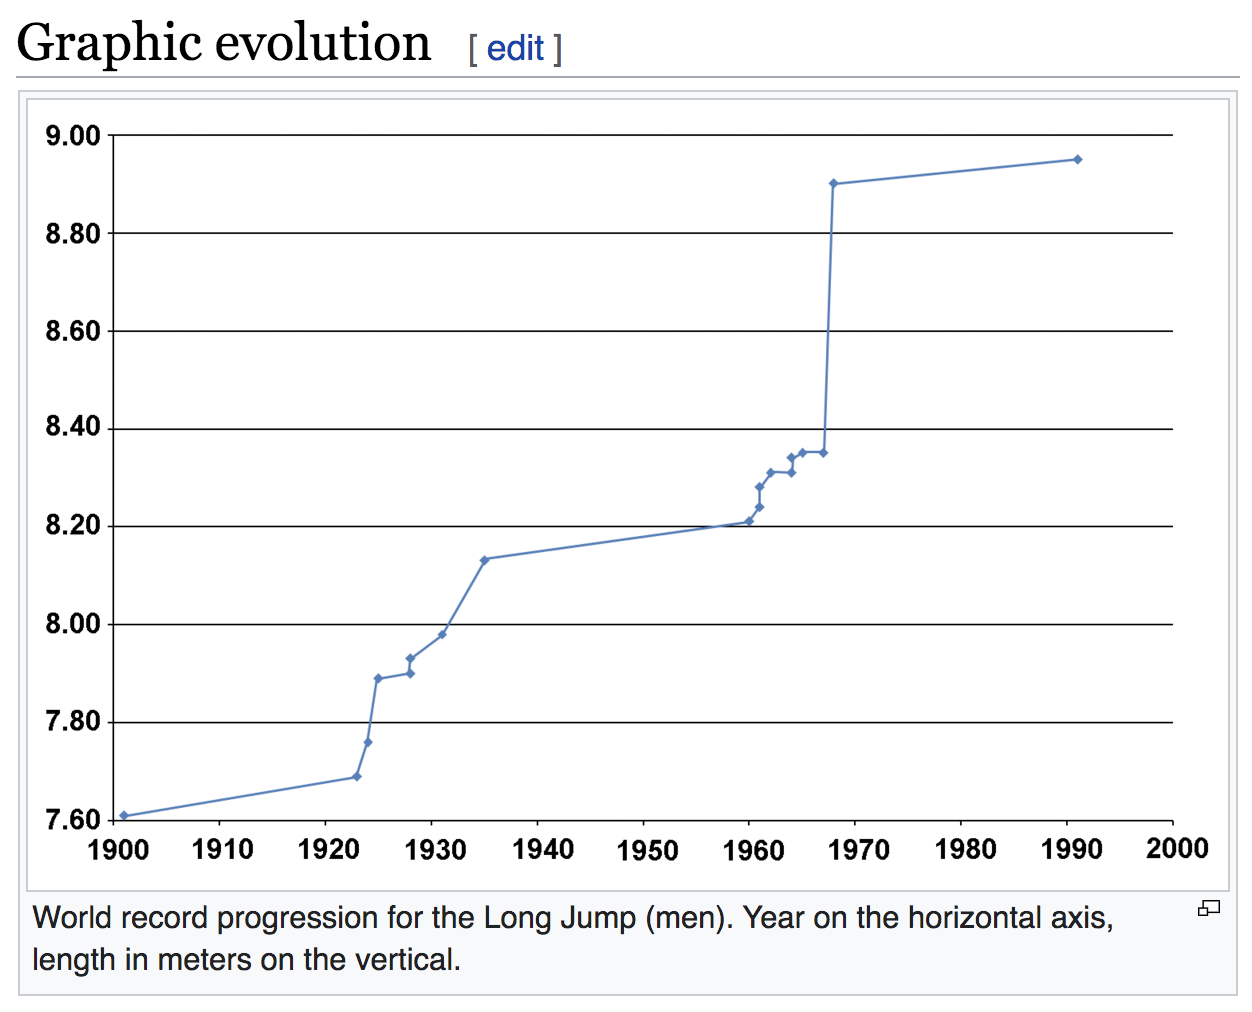 Graphic evolution [ edit ]
9.00
8.80
8.60
8.40
8.20
8.00
7.80
7.60
1900 1910 1920 1930 1940 1950 1960 1970 1980 1990 2000
World record progression for the Long Jump (men). Year on the horizontal axis,
length in meters on the vertical.